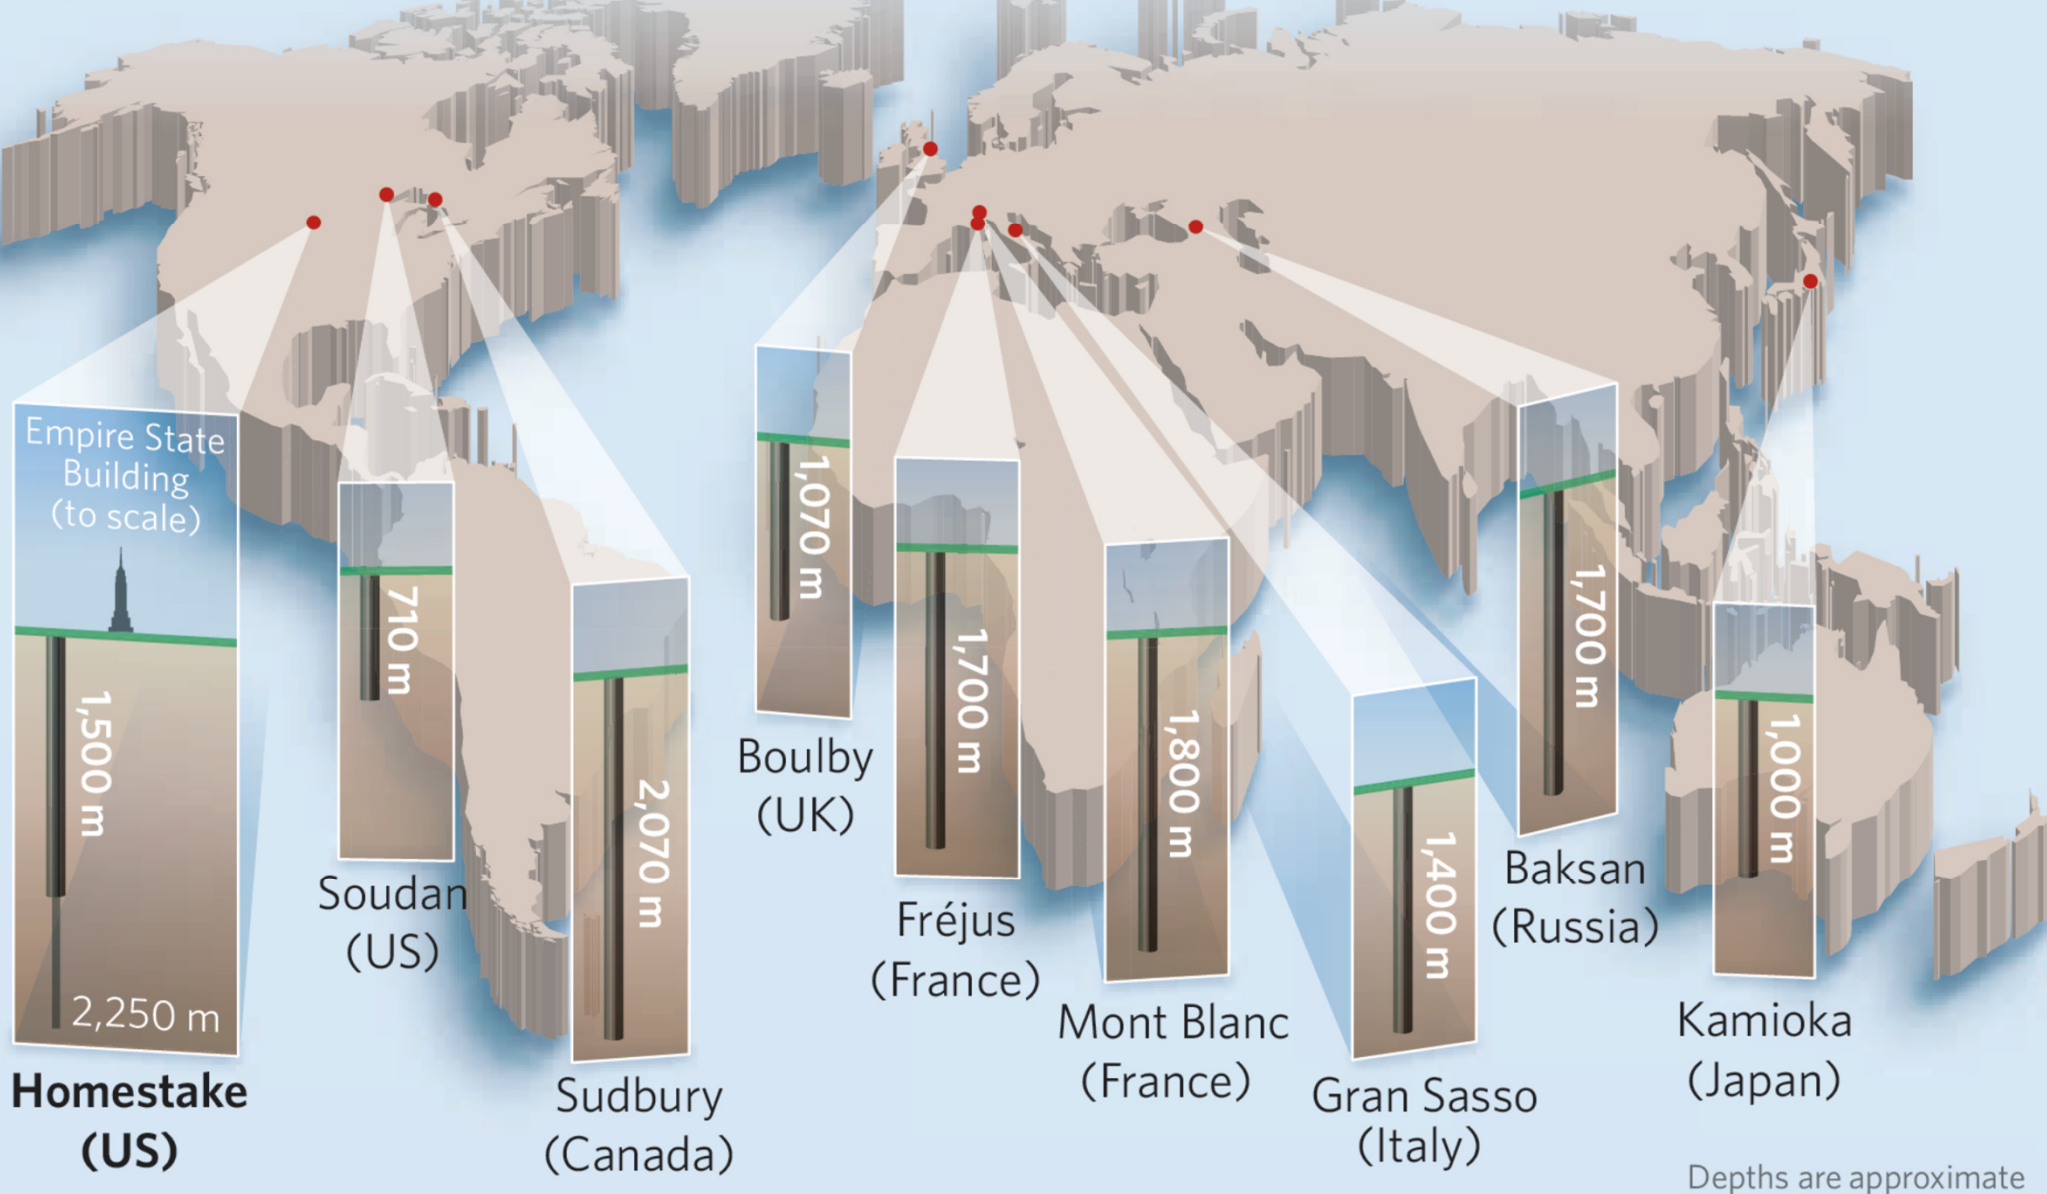 Empire State
Building
(to scale)
1,500 m
2,250 m
Homestake
(US)
710 m
Soudan
(US)
2,070 m
Sudbury
(Canada)
1,070 m
Boulby
(UK)
1,700 m
Fréjus
(France)
1,800 m
Mont Blanc
(France)
1,400 m
Gran Sasso
(Italy)
1,700 m
Baksan
(Russia)
1,000 m
Kamioka
(Japan)
Depths are approximate